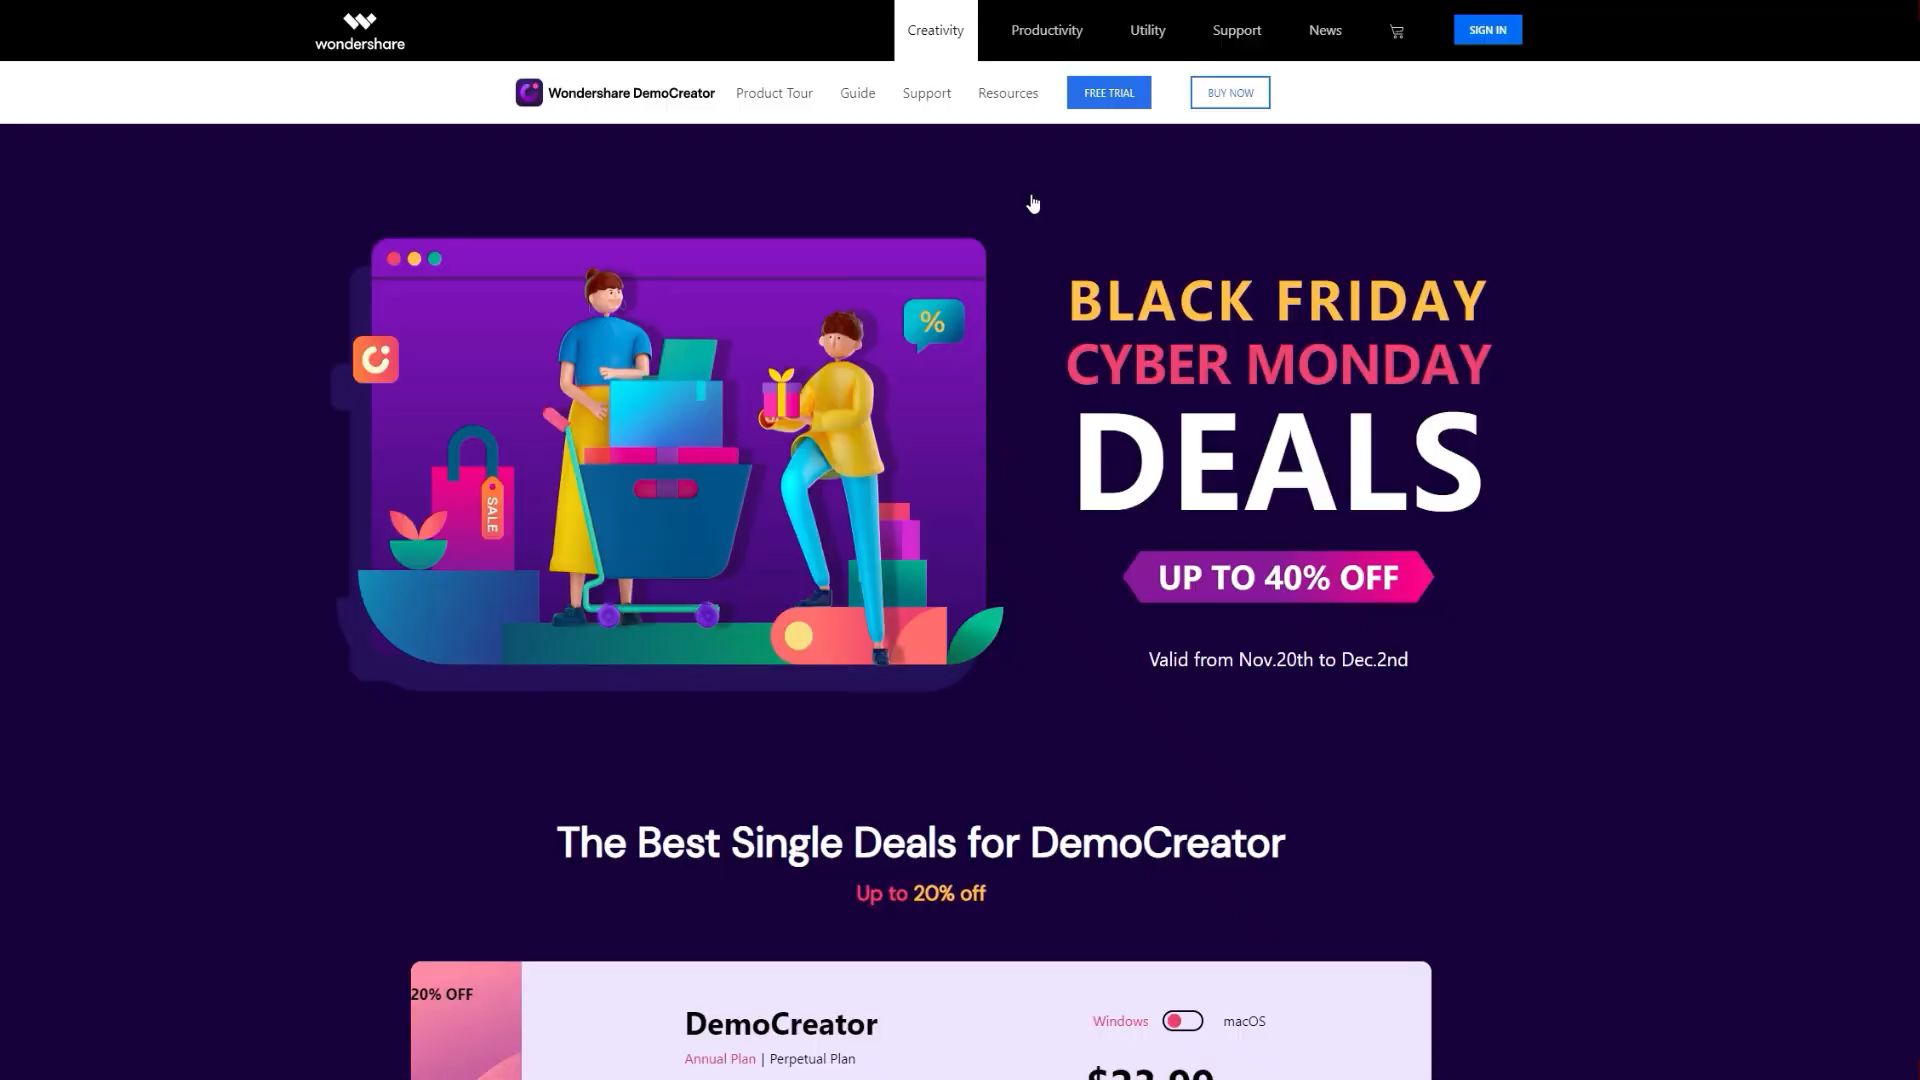 wondershare
Creativity
Productivity
Utility
Support
News
SIGN IN
Wondershare DemoCreator
Product Tour
Guide
Support
Resources
FREE TRIAL
BUY NOW
%
SALE
BLACK FRIDAY
CYBER MONDAY
DEALS
UP TO 40% OFF
Valid from Nov.20th to Dec.2nd
The Best Single Deals for DemoCreator
Up to 20% off
20% OFF
DemoCreator
Windows
macOS
Annual Plan | Perpetual Plan